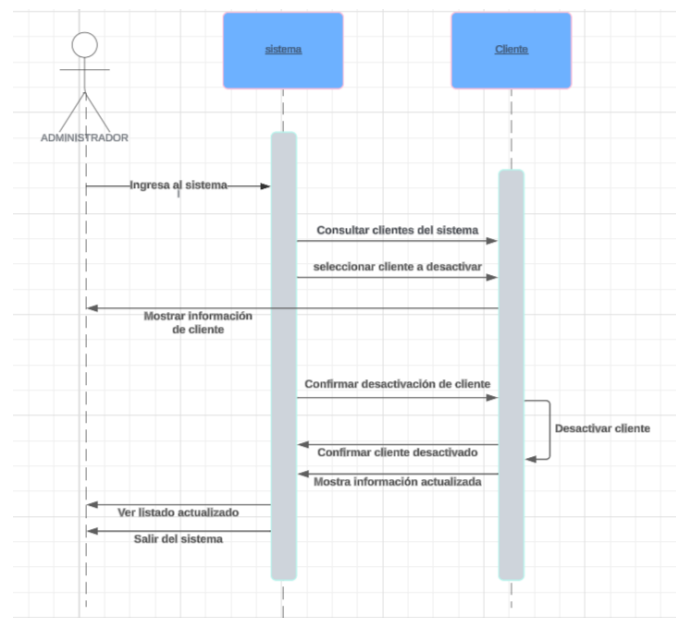 sistema
Cliente
ADMINISTRADOR
Ingresa al sistema
Consultar clientes del sistema
seleccionar cliente a desactivar
Mostrar información
de cliente
Confirmar desactivación de cliente
Desactivar cliente
Confirmar cliente desactivado
Mostra información actualizada
Ver listado actualizado
Salir del sistema